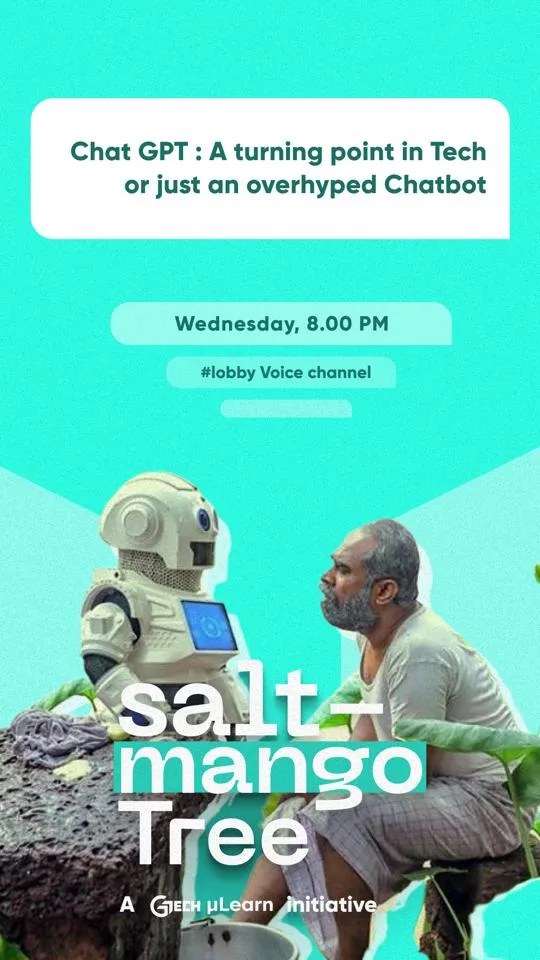 Chat GPT : A turning point in Tech
or just an overhyped Chatbot
Wednesday, 8.00 PM
#lobby Voice channel
salt-
mango
Tree
A GTECH µLearn initiative